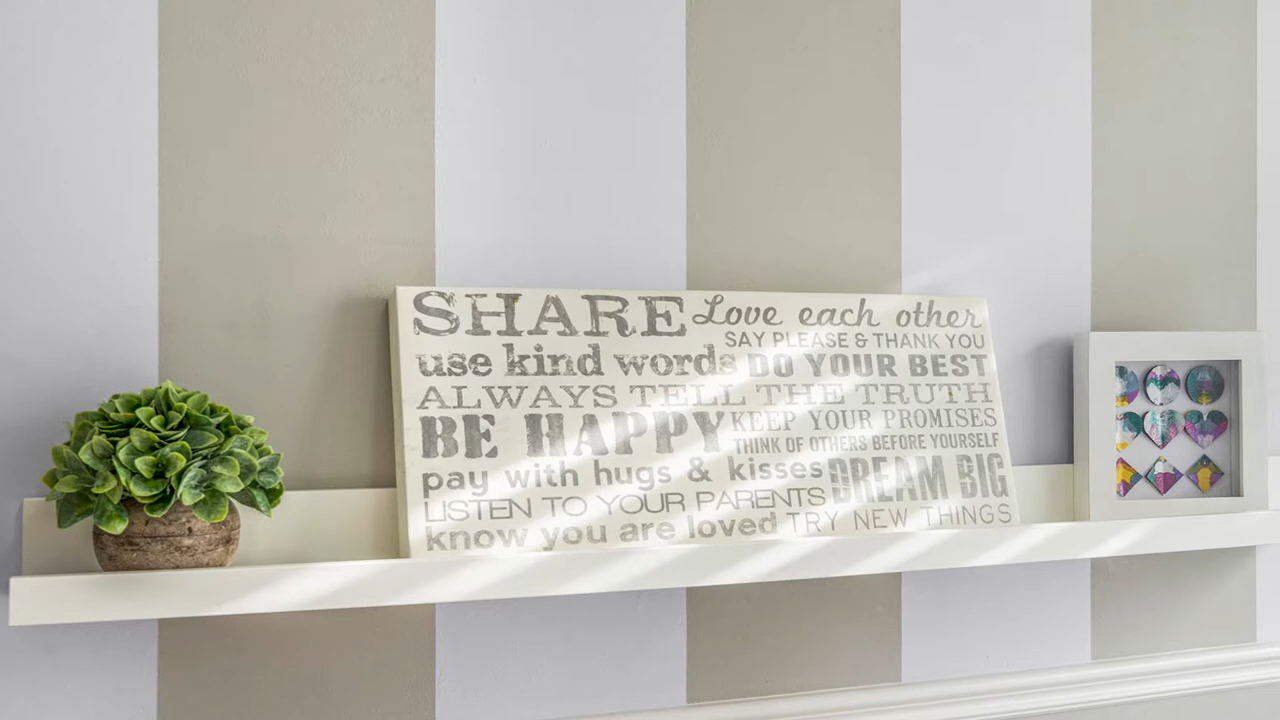 SHARE Love each other
SAY PLEASE & THANK YOU
use kind words DO YOUR BEST
ALWAYS TELL THE TRUTH
BE HAPPY KEEP YOUR PROMISES
THINK OF OTHERS BEFORE YOURSELF
pay with hugs & kisses DREAM BIG
LISTEN TO YOUR PARENTS
know you are loved TRY NEW THINGS